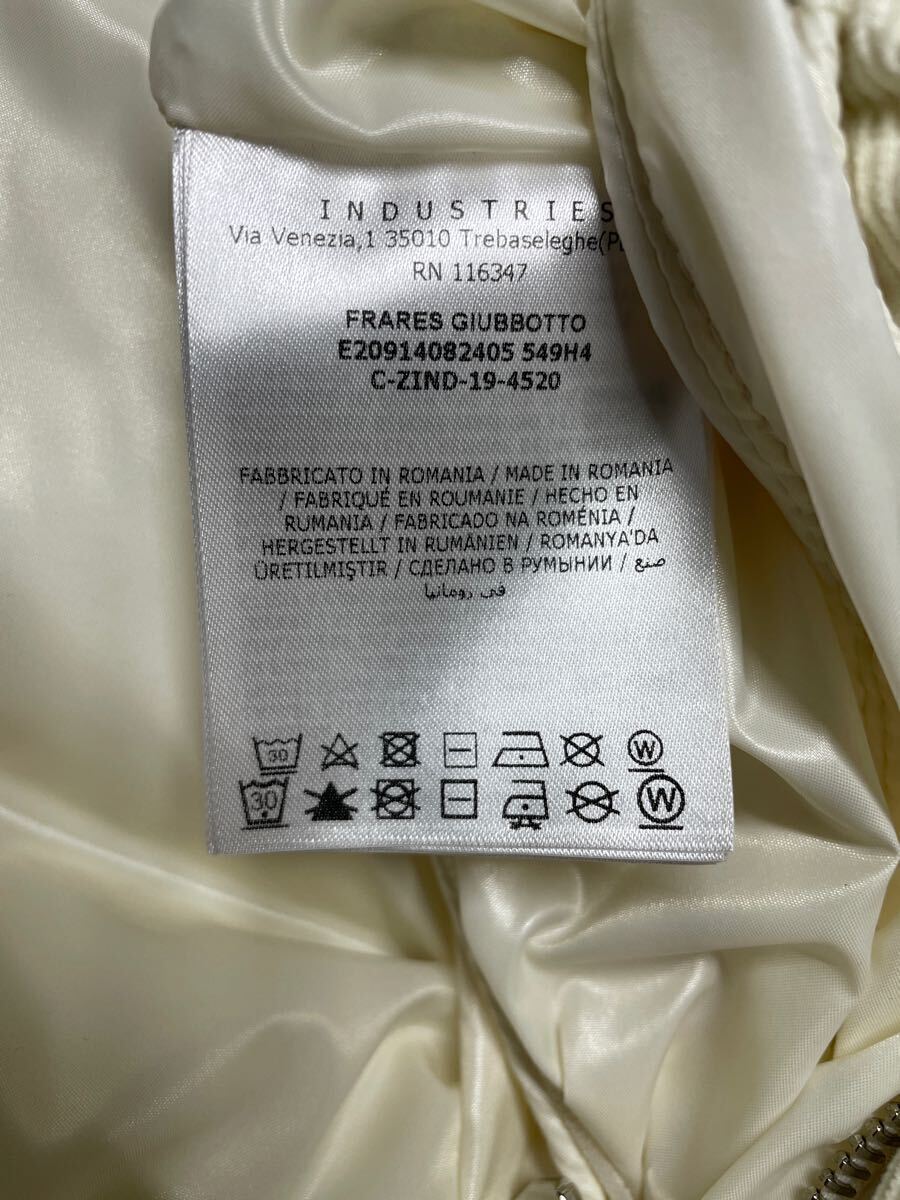 INDUSTRIES
Via Venezia,1 35010 Trebaseleghe
RN 116347
FRARES GIUBBOTTO
E20914082405 549H4
C-ZIND-19-4520
FABBRICATO IN ROMANIA / MADE IN ROMANIA
/ FABRIQUÉ EN ROUMANIE / HECHO EN
RUMANIA / FABRICADO NA ROMÉNIA /
HERGESTELLT IN RUMÄNIEN / ROMANYA'DA
ÜRETILMIŞTIR / СДЕЛАНО В РУМЫНИИ / صنع
في رومانيا
30 W
30 W